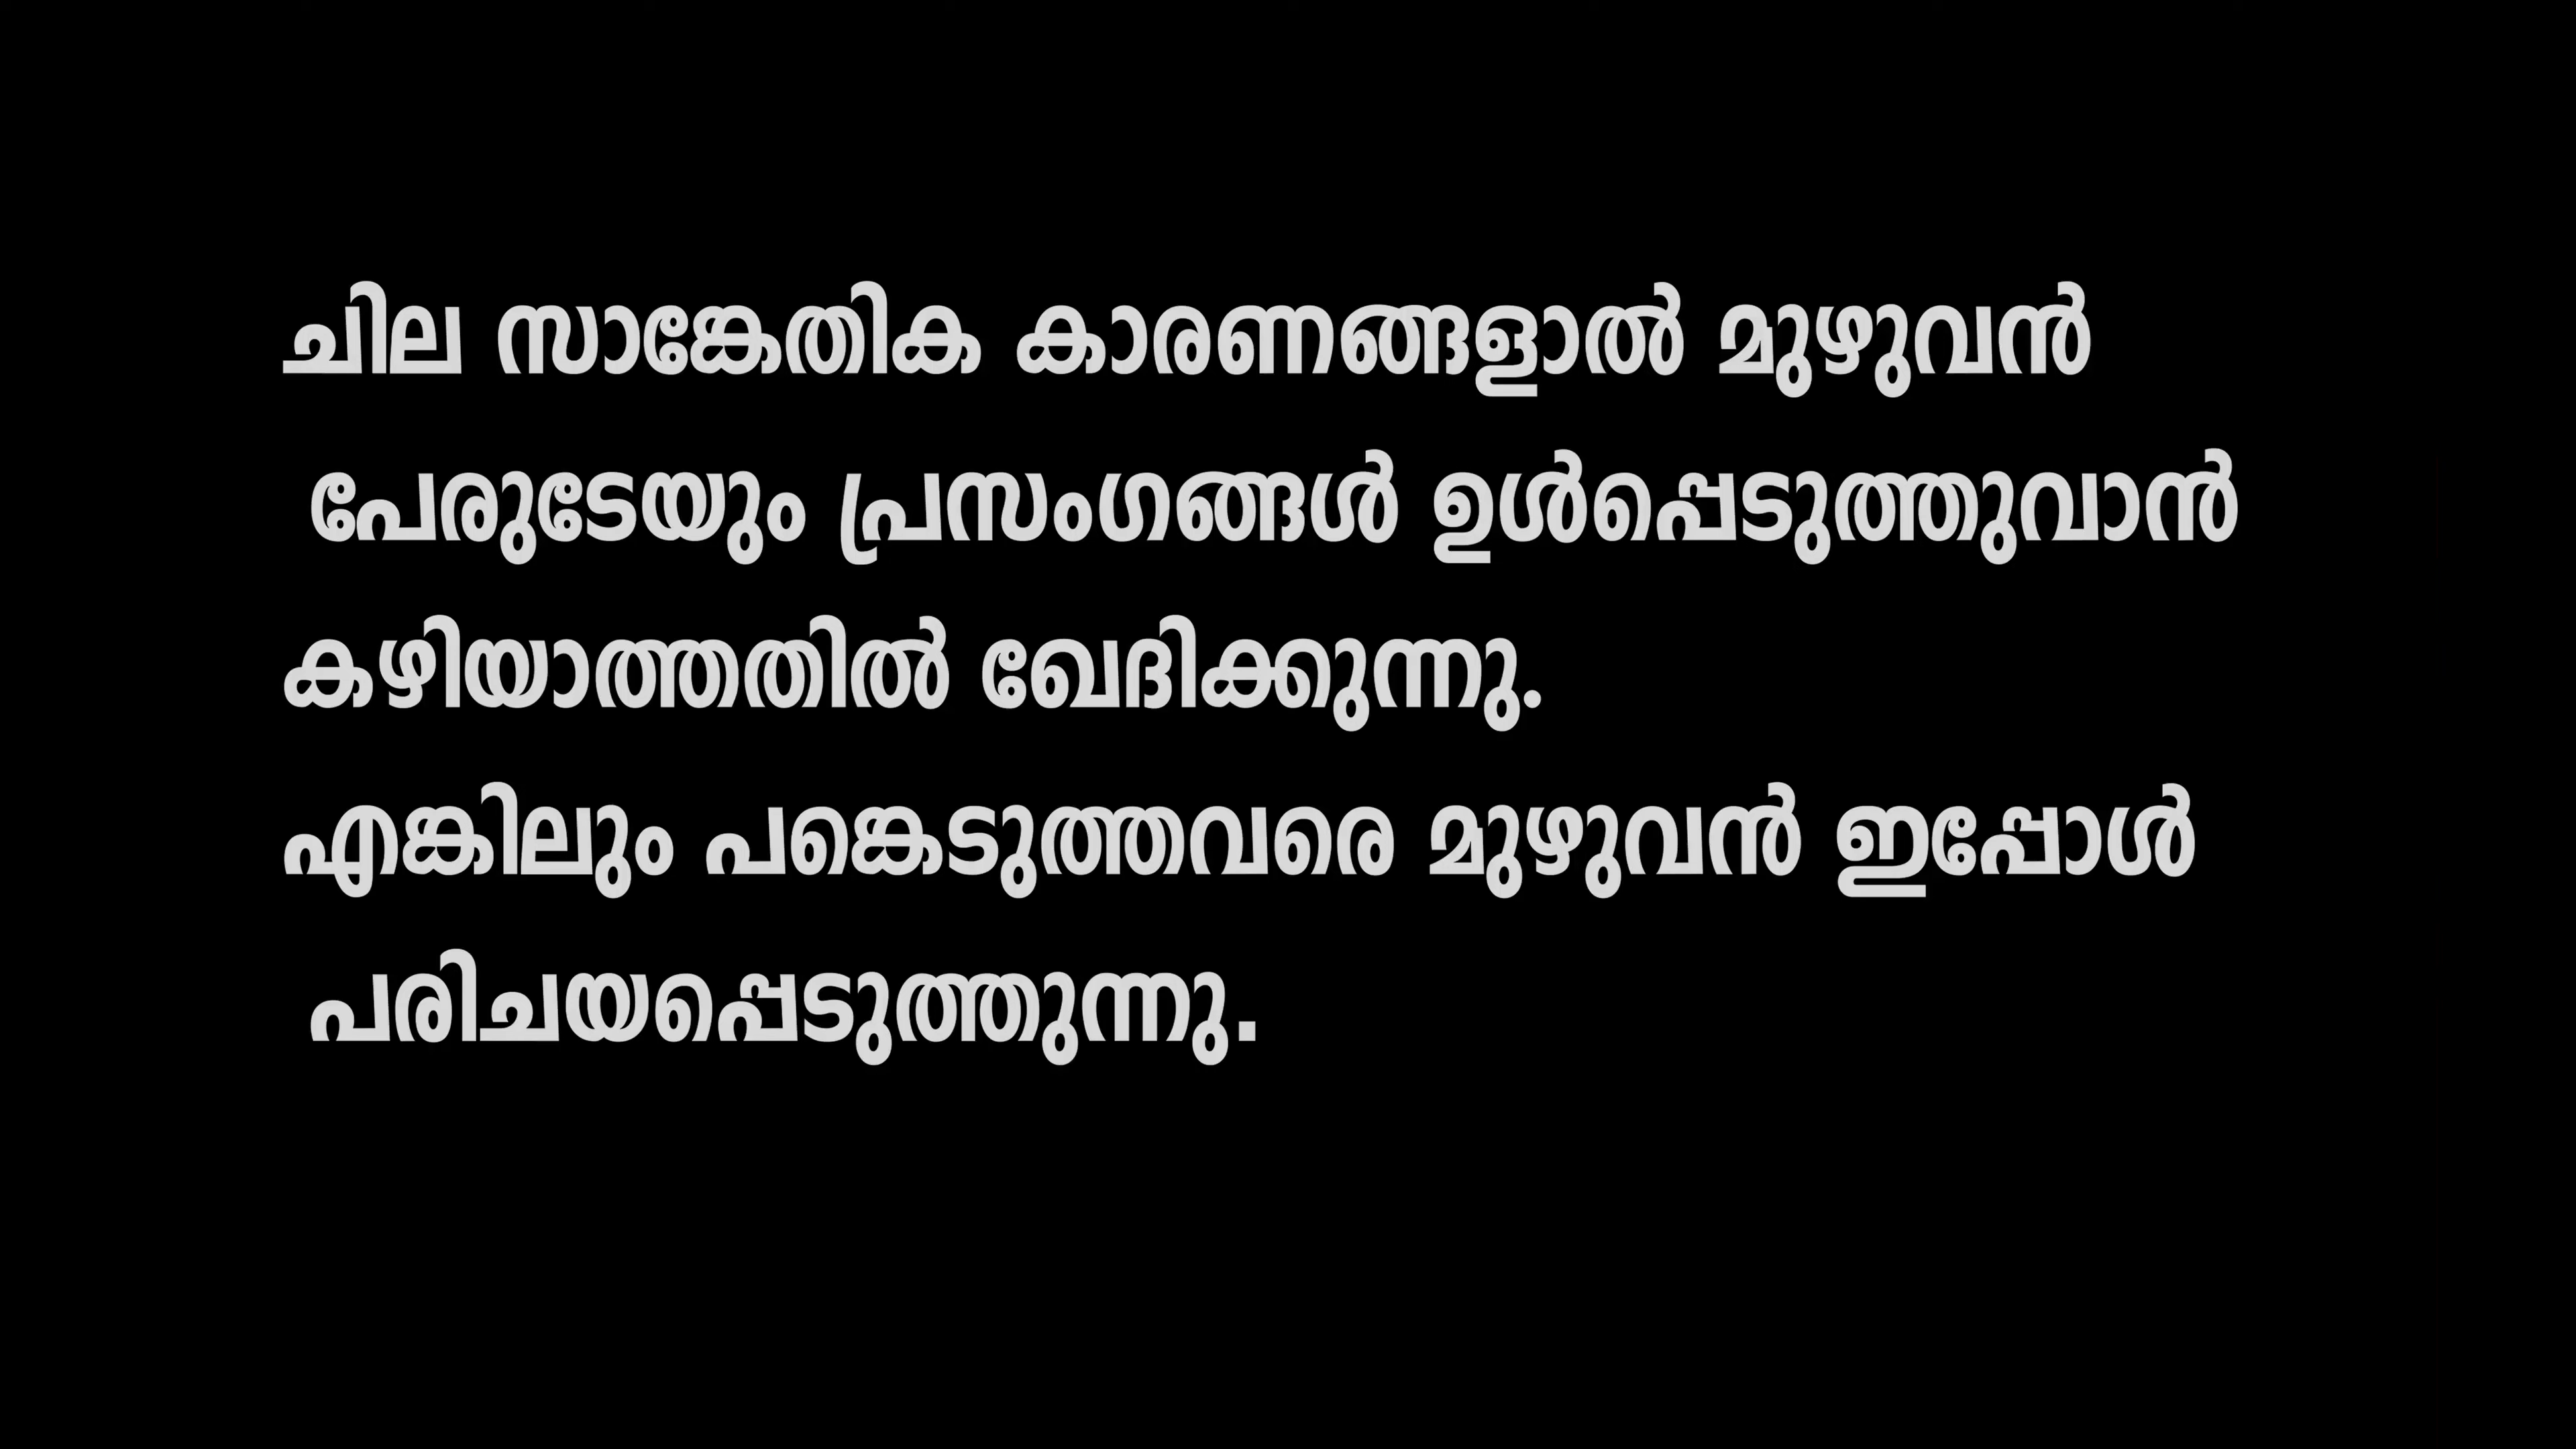 ചില സാങ്കേതിക കാരണങ്ങളാൽ മുഴുവൻ
പേരുടേയും പ്രസംഗങ്ങൾ ഉൾപ്പെടുത്തുവാൻ
കഴിയാത്തതിൽ ഖേദിക്കുന്നു.
എങ്കിലും പങ്കെടുത്തവരെ മുഴുവൻ ഇപ്പോൾ
പരിചയപ്പെടുത്തുന്നു.